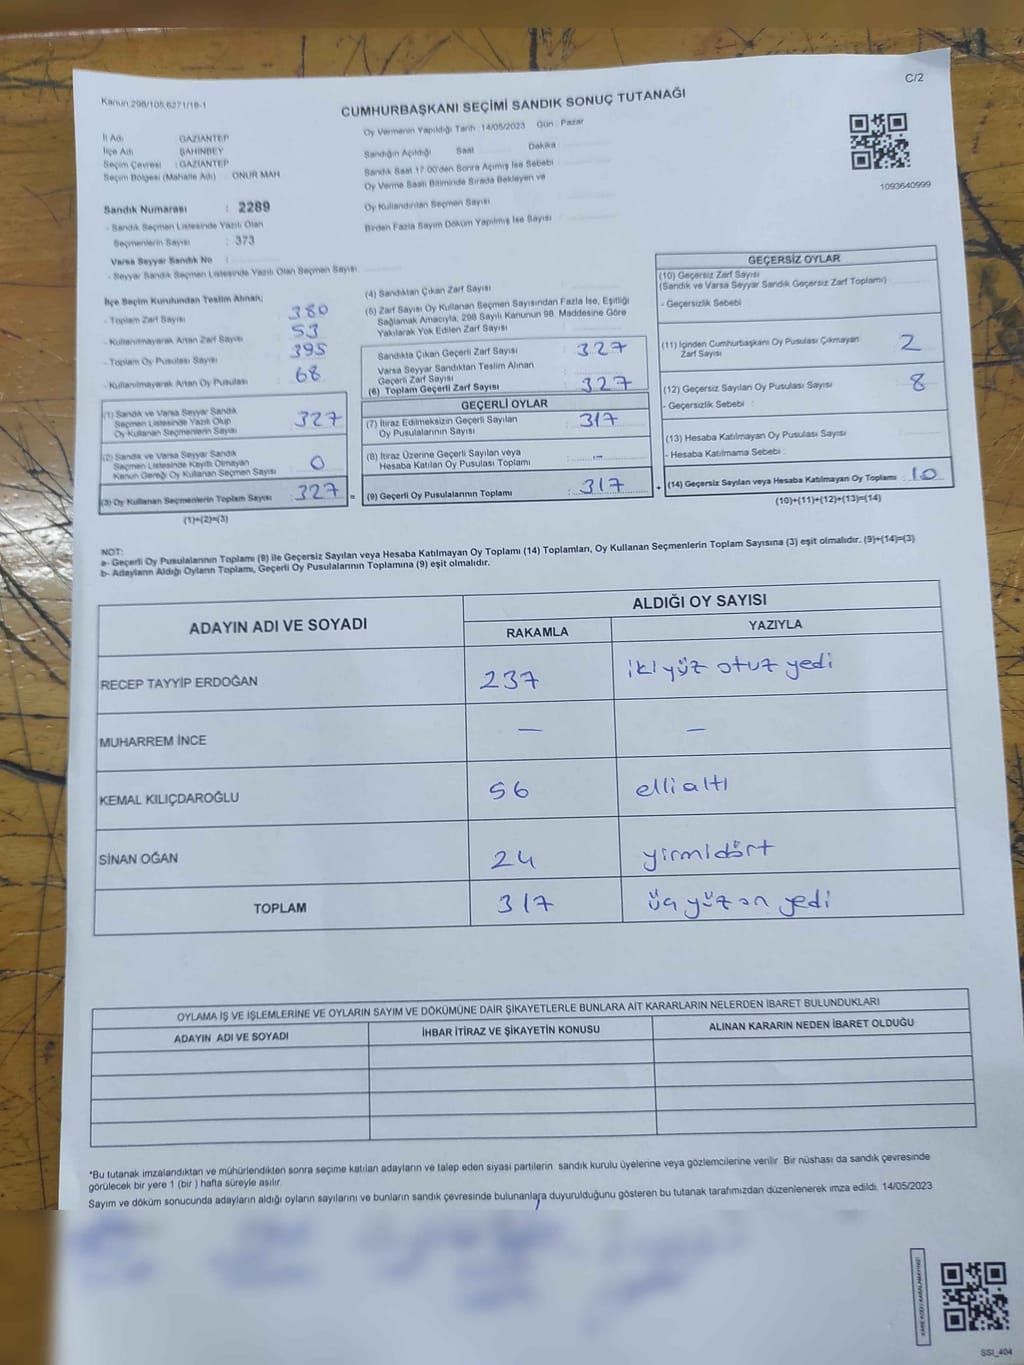 C/2
Kanun:298/105,6271/18-1
CUMHURBAŞKANI SEÇİMİ SANDIK SONUÇ TUTANAĞI
İl Adı : GAZİANTEP
İlçe Adı : ŞAHİNBEY
Seçim Çevresi : GAZİANTEP
Seçim Bölgesi (Mahalle Adı) : ONUR MAH
Oy Vermenin Yapıldığı Tarih :14/05/2023 Gün : Pazar
Sandığın Açıldığı Saat Dakika
Sandık Saat 17:00'den Sonra Açılmış İse Sebebi
Oy Verme Saati Bitiminde Sırada Bekleyen ve
Oy Kullandırılan Seçmen Sayısı
Birden Fazla Sayım Döküm Yapılmış İse Sayısı
1093640999
Sandık Numarası : 2289
- Sandık Seçmen Listesinde Yazılı Olan
Seçmenlerin Sayısı : 373
Varsa Seyyar Sandık No :
- Seyyar Sandık Seçmen Listesinde Yazılı Olan Seçmen Sayısı
İlçe Seçim Kurulundan Teslim Alınan;
- Toplam Zarf Sayısı 380
- Kullanılmayarak Artan Zarf Sayısı 53
- Toplam Oy Pusulası Sayısı 395
- Kullanılmayarak Artan Oy Pusulası 68
(1) Sandık ve Varsa Seyyar Sandık
Seçmen Listesinde Yazılı Olup
Oy Kullanan Seçmenlerin Sayısı 327
(2) Sandık ve Varsa Seyyar Sandık
Seçmen Listesinde Kayıtlı Olmayan
Kanun Gereği Oy Kullanan Seçmen Sayısı 0
(3) Oy Kullanan Seçmenlerin Toplam Sayısı : 327 =
(1)+(2)=(3)
(4) Sandıktan Çıkan Zarf Sayısı
(5) Zarf Sayısı Oy Kullanan Seçmen Sayısından Fazla İse, Eşitliği
Sağlamak Amacıyla, 298 Sayılı Kanunun 98. Maddesine Göre
Yakılarak Yok Edilen Zarf Sayısı
Sandıkta Çıkan Geçerli Zarf Sayısı : 327
Varsa Seyyar Sandıktan Teslim Alınan
Geçerli Zarf Sayısı
(6) Toplam Geçerli Zarf Sayısı : 327
GEÇERLİ OYLAR
(7) İtiraz Edilmeksizin Geçerli Sayılan
Oy Pusulalarının Sayısı : 317
(8) İtiraz Üzerine Geçerli Sayılan veya
Hesaba Katılan Oy Pusulası Toplamı : -
(9) Geçerli Oy Pusulalarının Toplamı : 317 +
GEÇERSİZ OYLAR
(10) Geçersiz Zarf Sayısı
(Sandık ve Varsa Seyyar Sandık Geçersiz Zarf Toplamı)
- Geçersizlik Sebebi :
(11) İçinden Cumhurbaşkanı Oy Pusulası Çıkmayan
Zarf Sayısı 2
(12) Geçersiz Sayılan Oy Pusulası Sayısı 8
- Geçersizlik Sebebi :
(13) Hesaba Katılmayan Oy Pusulası Sayısı
- Hesaba Katılmama Sebebi :
(14) Geçersiz Sayılan veya Hesaba Katılmayan Oy Toplamı : 10
(10)+(11)+(12)+(13)=(14)
NOT:
a- Geçerli Oy Pusulalarının Toplamı (9) ile Geçersiz Sayılan veya Hesaba Katılmayan Oy Toplamı (14) Toplamları, Oy Kullanan Seçmenlerin Toplam Sayısına (3) eşit olmalıdır. (9)+(14)=(3)
b- Adayların Aldığı Oyların Toplamı, Geçerli Oy Pusulalarının Toplamına (9) eşit olmalıdır.
ADAYIN ADI VE SOYADI ALDIĞI OY SAYISI
RAKAMLA YAZIYLA
RECEP TAYYİP ERDOĞAN 237 iki yüz otuz yedi
MUHARREM İNCE — —
KEMAL KILIÇDAROĞLU 56 elli altı
SİNAN OĞAN 24 yirmidört
TOPLAM 317 üç yüz on yedi
OYLAMA İŞ VE İŞLEMLERİNE VE OYLARIN SAYIM VE DÖKÜMÜNE DAİR ŞİKAYETLERLE BUNLARA AİT KARARLARIN NELERDEN İBARET BULUNDUKLARI
ADAYIN ADI VE SOYADI İHBAR İTİRAZ VE ŞİKAYETİN KONUSU ALINAN KARARIN NEDEN İBARET OLDUĞU
*Bu tutanak imzalandıktan ve mühürlendikten sonra seçime katılan adayların ve talep eden siyasi partilerin sandık kurulu üyelerine veya gözlemcilerine verilir. Bir nüshası da sandık çevresinde
görülecek bir yere 1 (bir ) hafta süreyle asılır.
Sayım ve döküm sonucunda adayların aldığı oyların sayılarını ve bunların sandık çevresinde bulunanlara duyurulduğunu gösteren bu tutanak tarafımızdan düzenlenerek imza edildi. 14/05/2023
KARE KODU KARALAMAYINIZ!
SSI_404